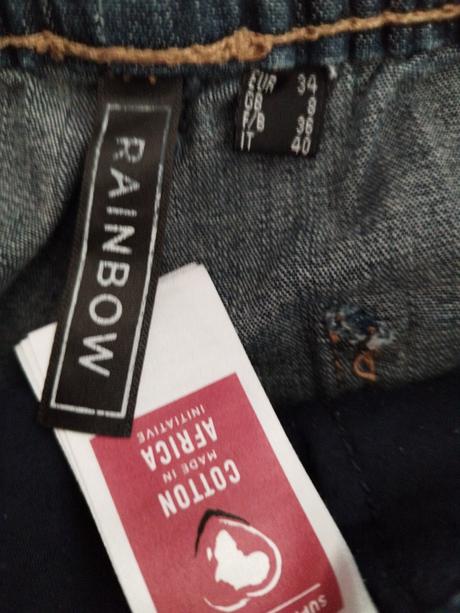 RAINBOW
EUR 34
GB 8
F/B 36
IT 40
COTTON
MADE IN
AFRICA
INITIATIVE